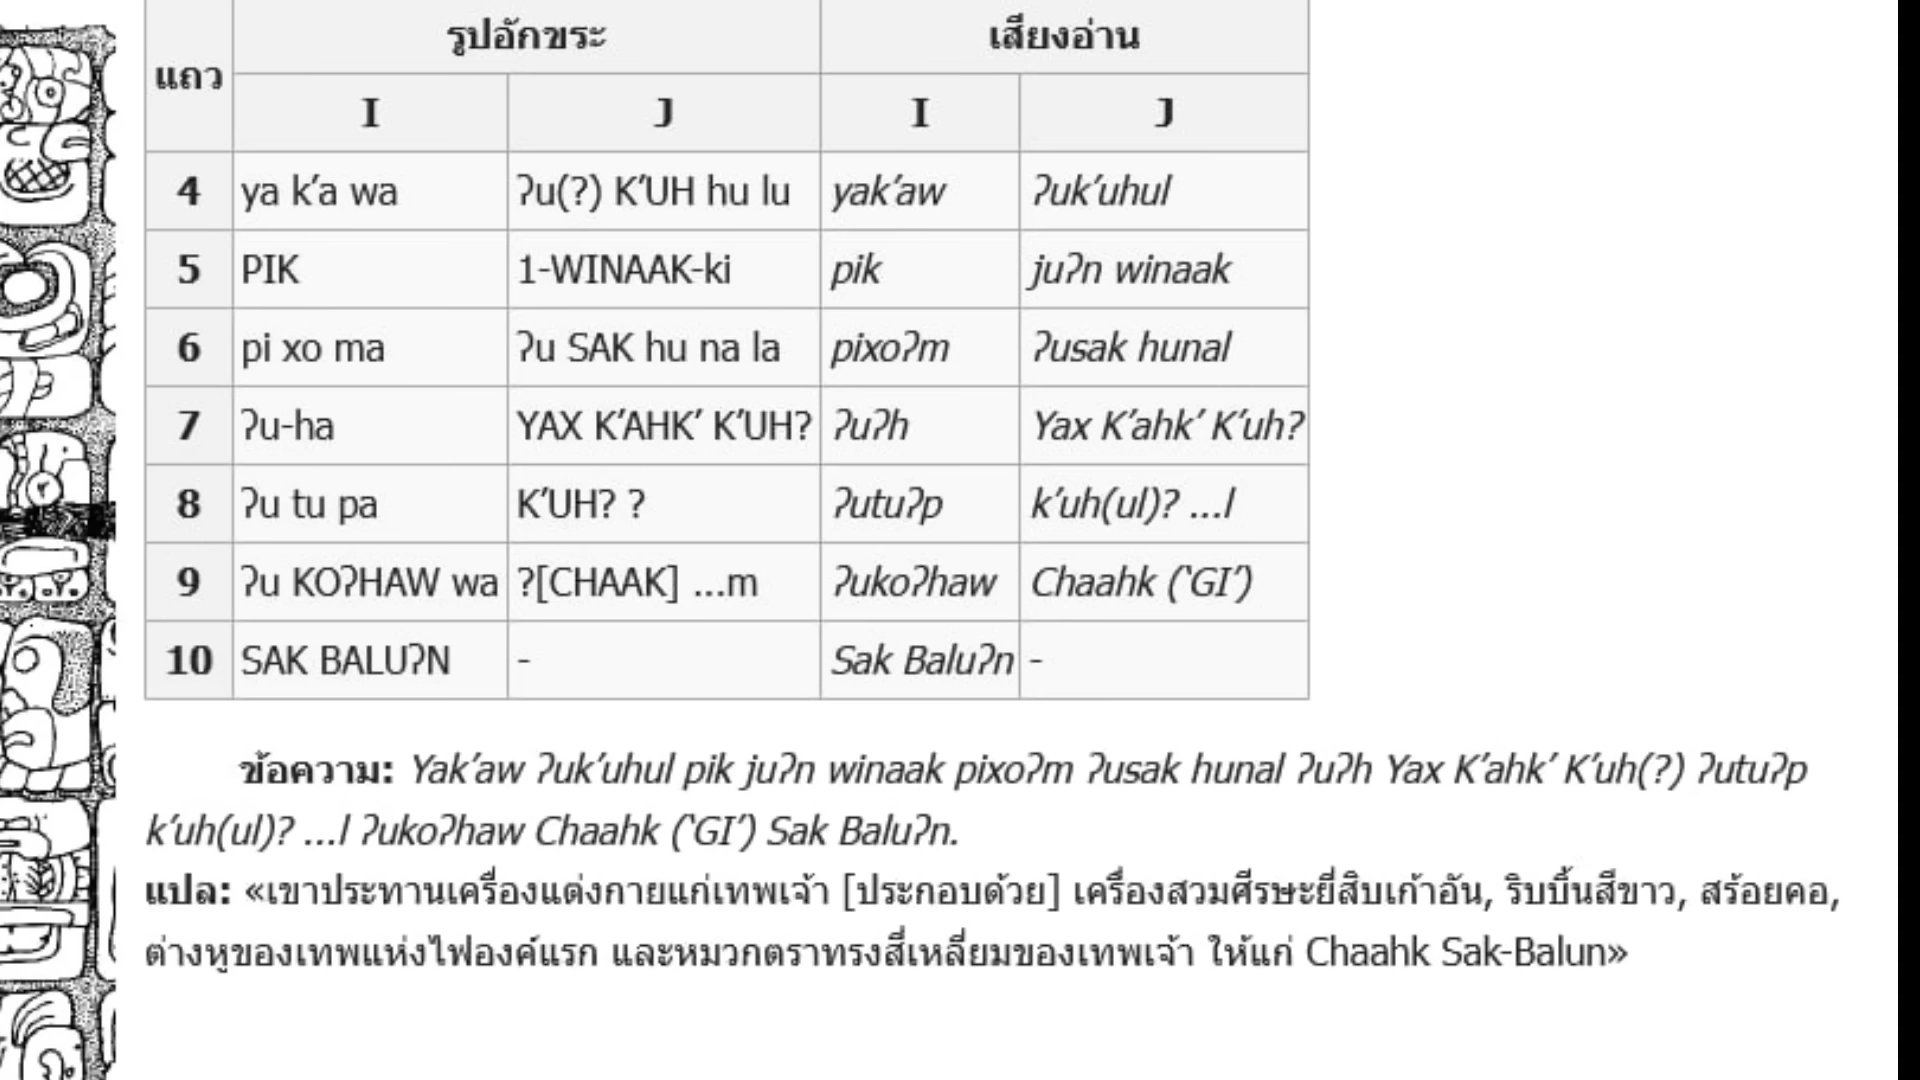 แถว รูปอักขระ เสียงอ่าน
I J I J
4 ya k’a wa ʔu(?) K’UH hu lu yak’aw ʔuk’uhul
5 PIK 1-WINAAK-ki pik juʔn winaak
6 pi xo ma ʔu SAK hu na la pixoʔm ʔusak hunal
7 ʔu-ha YAX K’AHK’ K’UH? ʔuʔh Yax K’ahk’ K’uh?
8 ʔu tu pa K’UH? ? ʔutuʔp k’uh(ul)? ...l
9 ʔu KOʔHAW wa ?[CHAAK] ...m ʔukoʔhaw Chaahk (‘GI’)
10 SAK BALUʔN - Sak Baluʔn -
ข้อความ: Yak’aw ʔuk’uhul pik juʔn winaak pixoʔm ʔusak hunal ʔuʔh Yax K’ahk’ K’uh(?) ʔutuʔp
k’uh(ul)? ...l ʔukoʔhaw Chaahk (‘GI’) Sak Baluʔn.
แปล: «เขาประทานเครื่องแต่งกายแก่เทพเจ้า [ประกอบด้วย] เครื่องสวมศีรษะยี่สิบเก้าอัน, ริบบิ้นสีขาว, สร้อยคอ,
ต่างหูของเทพแห่งไฟองค์แรก และหมวกตราทรงสี่เหลี่ยมของเทพเจ้า ให้แก่ Chaahk Sak-Balun»